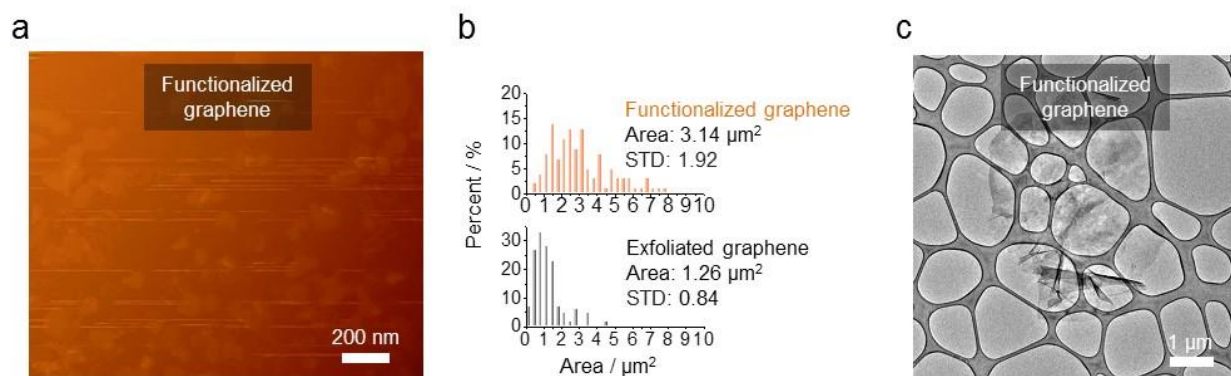 a
Functionalized
graphene
200 nm
b
Percent / %
20
15
10
5
0
0 1 2 3 4 5 6 7 8 9 10
Functionalized graphene
Area: 3.14 µm²
STD: 1.92
30
20
10
0
0 1 2 3 4 5 6 7 8 9 10
Exfoliated graphene
Area: 1.26 µm²
STD: 0.84
Area / µm²
c
Functionalized
graphene
1 µm